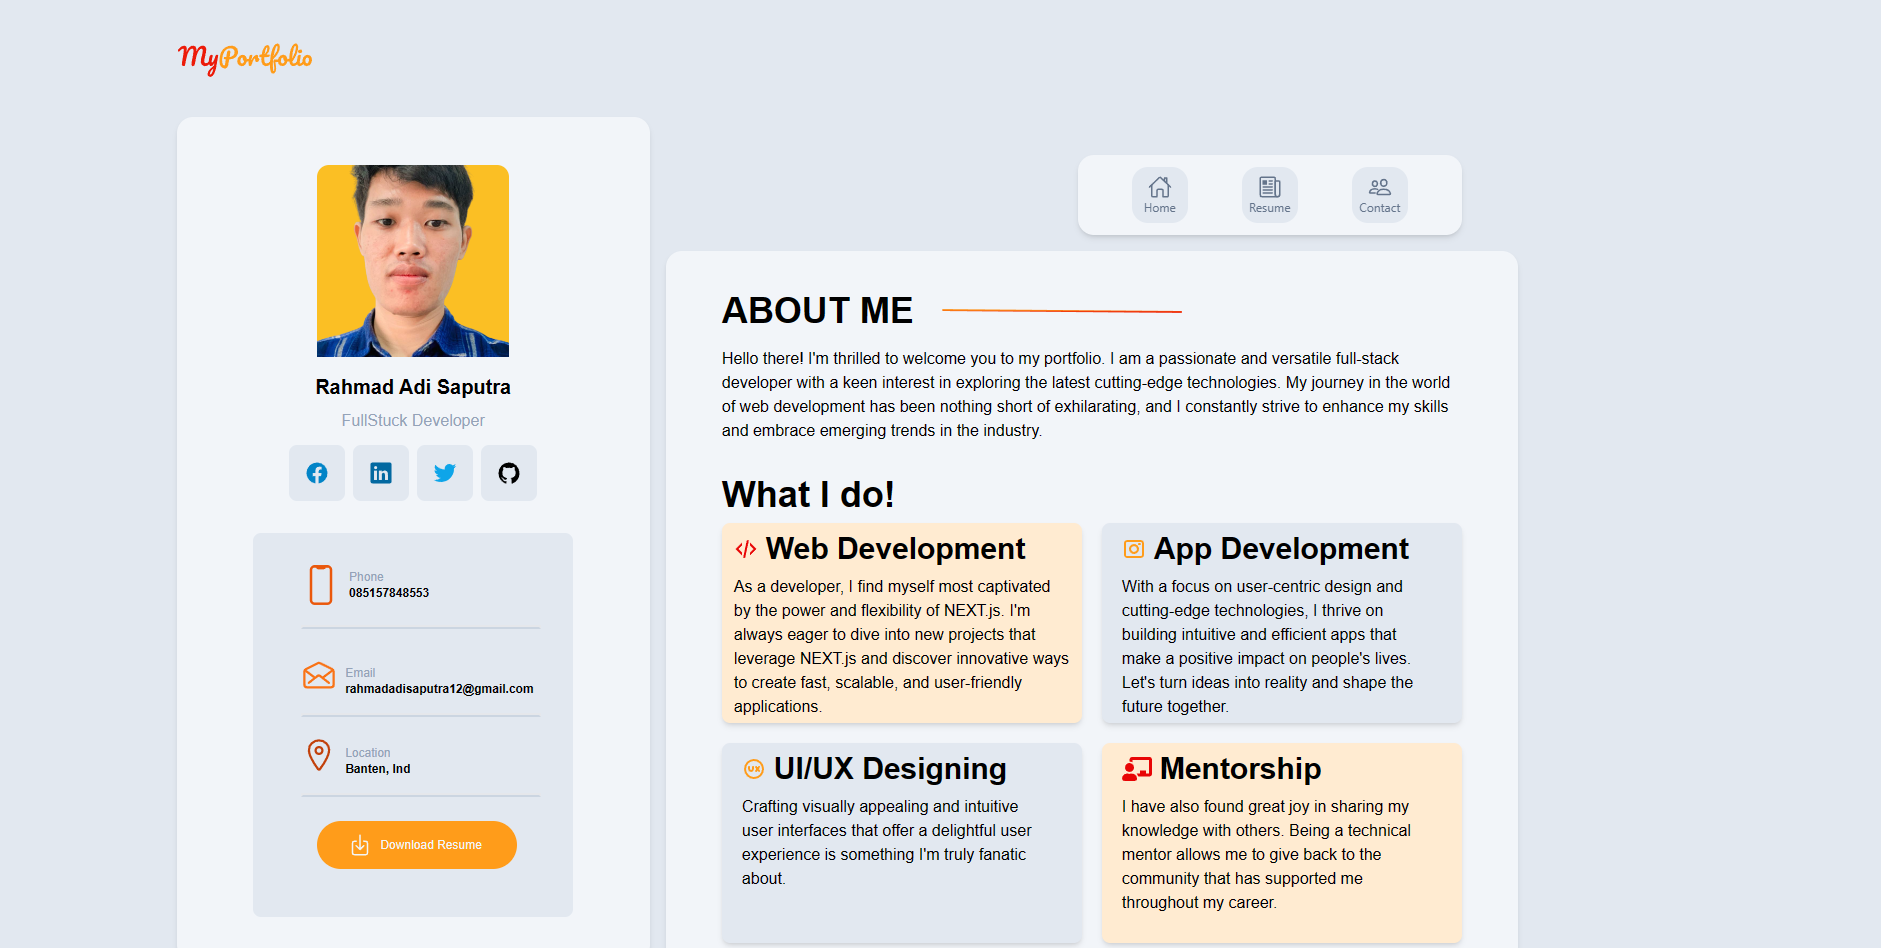 MyPortfolio
Rahmad Adi Saputra
FullStuck Developer
Phone
085157848553
Email
rahmadadisaputra12@gmail.com
Location
Banten, Ind
Download Resume
Home
Resume
Contact
ABOUT ME
Hello there! I'm thrilled to welcome you to my portfolio. I am a passionate and versatile full-stack
developer with a keen interest in exploring the latest cutting-edge technologies. My journey in the world
of web development has been nothing short of exhilarating, and I constantly strive to enhance my skills
and embrace emerging trends in the industry.
What I do!
Web Development
As a developer, I find myself most captivated
by the power and flexibility of NEXT.js. I'm
always eager to dive into new projects that
leverage NEXT.js and discover innovative ways
to create fast, scalable, and user-friendly
applications.
App Development
With a focus on user-centric design and
cutting-edge technologies, I thrive on
building intuitive and efficient apps that
make a positive impact on people's lives.
Let's turn ideas into reality and shape the
future together.
UX
UI/UX Designing
Crafting visually appealing and intuitive
user interfaces that offer a delightful user
experience is something I'm truly fanatic
about.
Mentorship
I have also found great joy in sharing my
knowledge with others. Being a technical
mentor allows me to give back to the
community that has supported me
throughout my career.